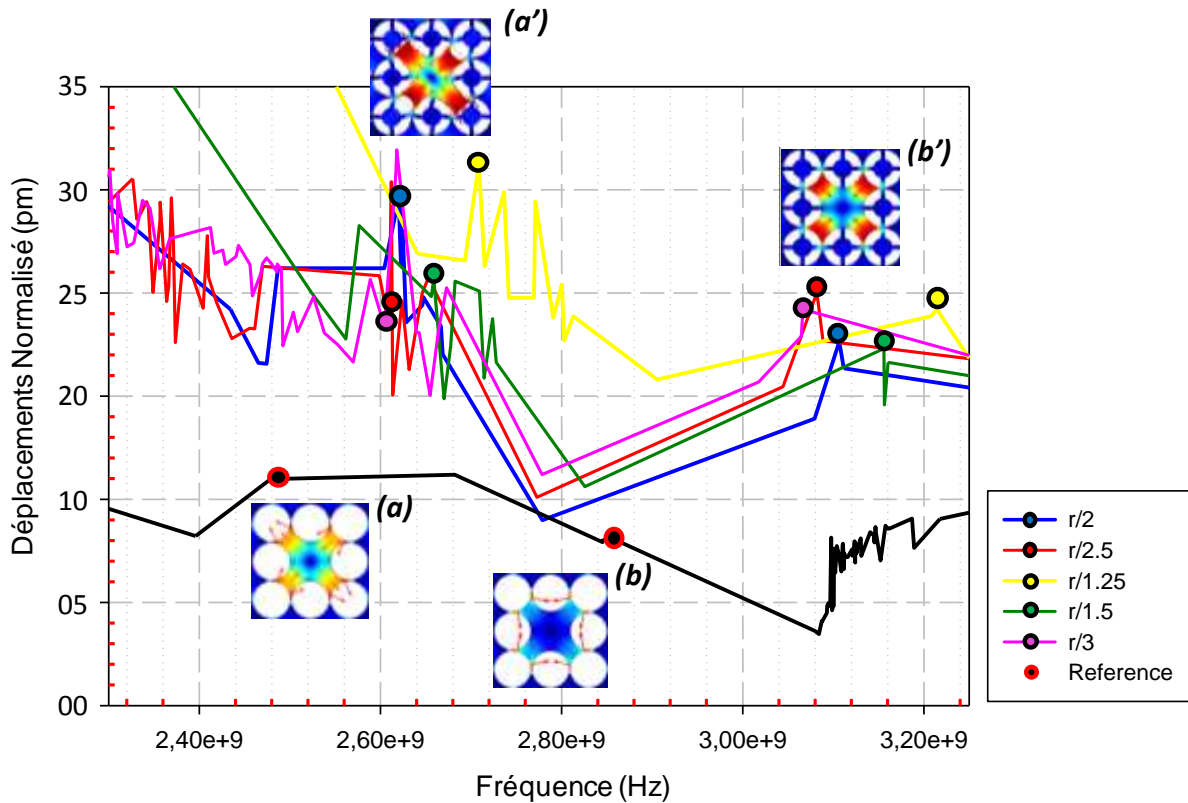 (a')
(b')
Déplacements Normalisé (pm)
35
30
25
20
10
05
00
(a)
(b)
2,40e+9
2,60e+9
2,80e+9
3,00e+9
3,20e+9
Fréquence (Hz)
r/2
r/2.5
r/1.25
r/1.5
r/3
Reference